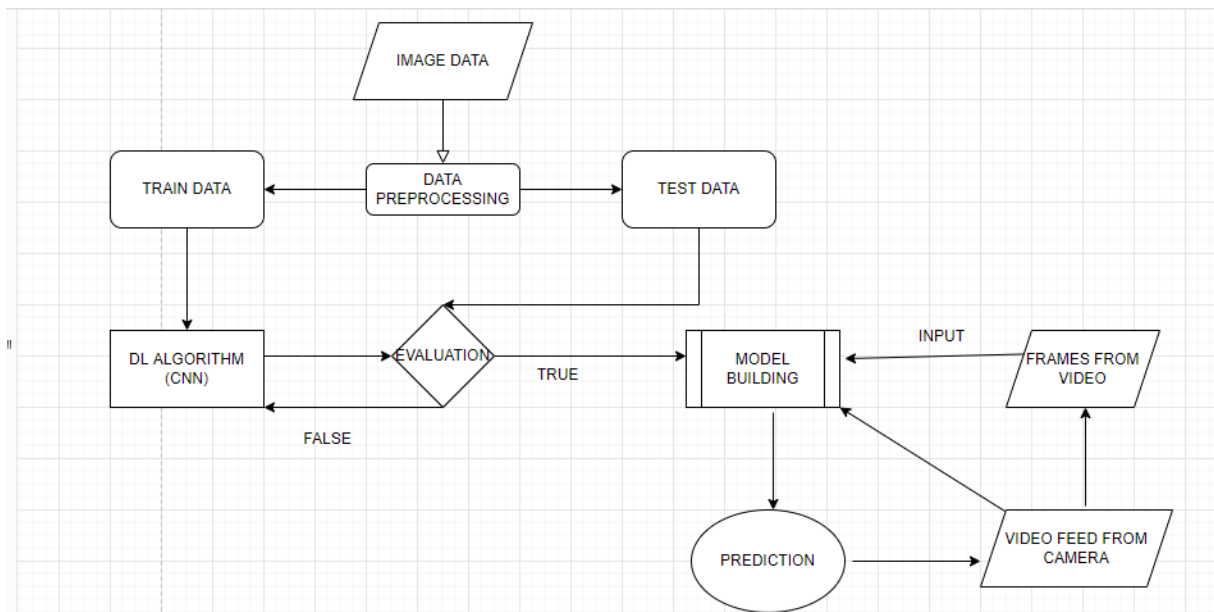 IMAGE DATA
TRAIN DATA
DATA
PREPROCESSING
TEST DATA
DL ALGORITHM
(CNN)
EVALUATION
TRUE
FALSE
MODEL
BUILDING
INPUT
FRAMES FROM
VIDEO
PREDICTION
VIDEO FEED FROM
CAMERA